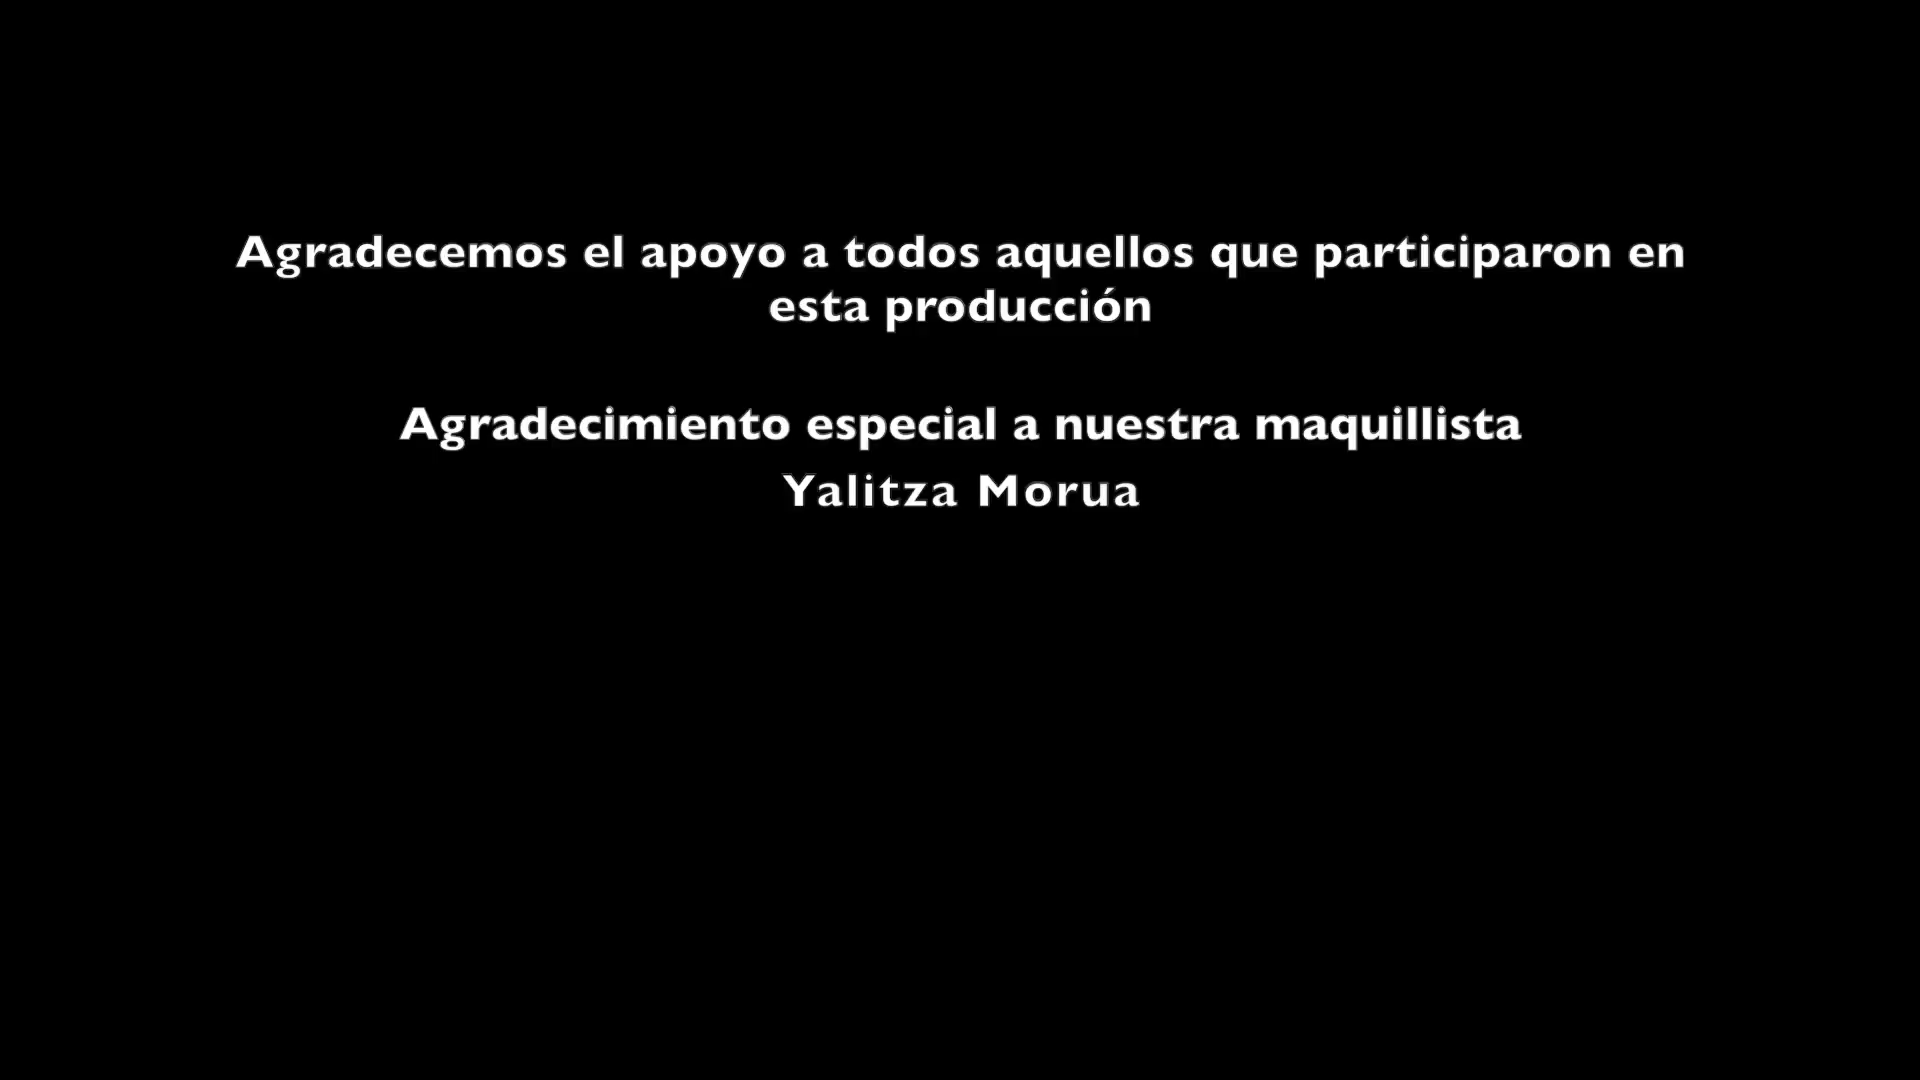 Agradecemos el apoyo a todos aquellos que participaron en
esta producción
Agradecimiento especial a nuestra maquillista
Yalitza Morua